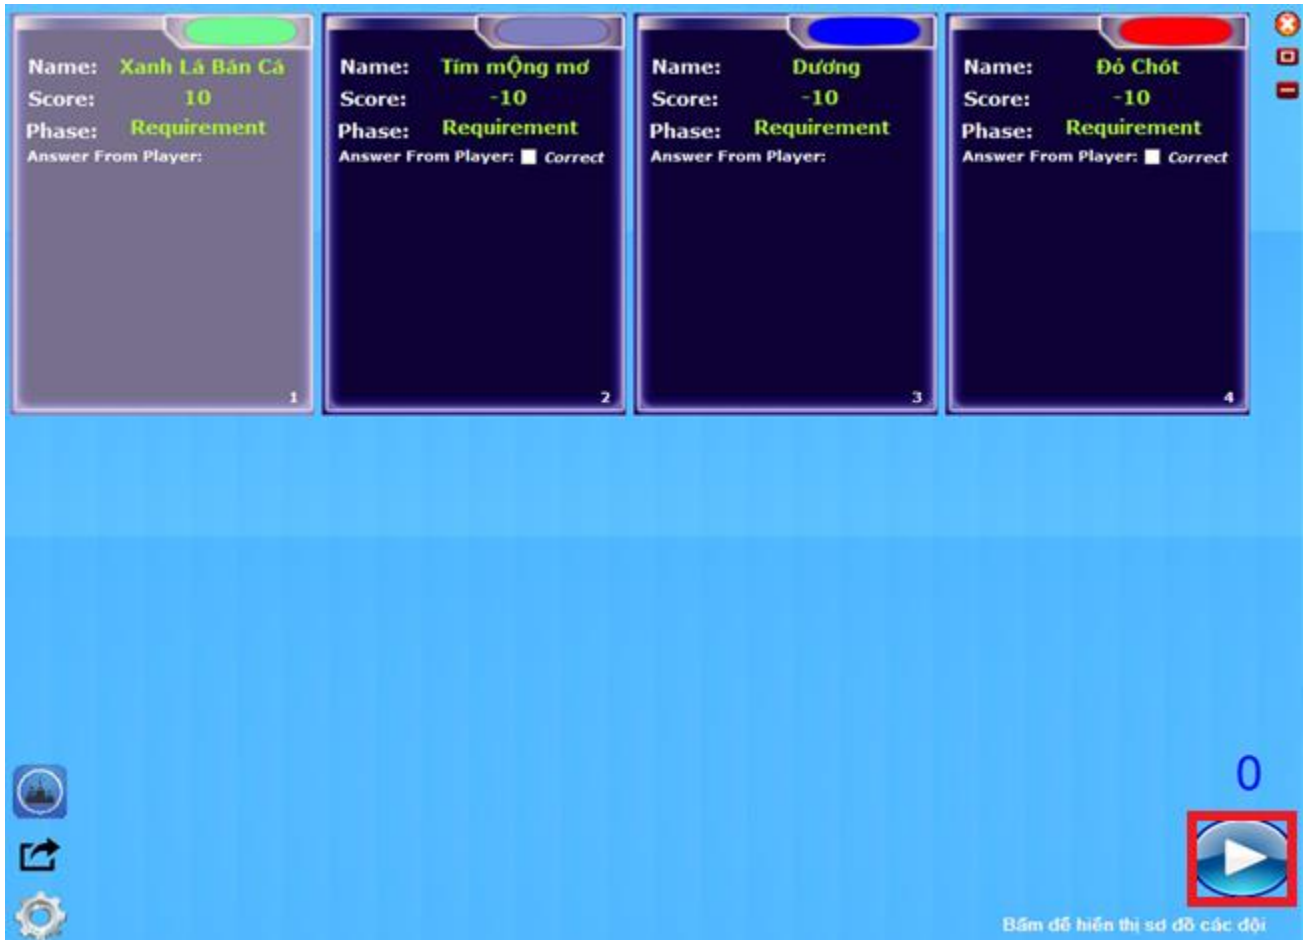 Name: Xanh Lá Bán Cá
Score: 10
Phase: Requirement
Answer From Player:
1
Name: Tím mỘng mơ
Score: -10
Phase: Requirement
Answer From Player: Correct
2
Name: Dương
Score: -10
Phase: Requirement
Answer From Player:
3
Name: Đỏ Chót
Score: -10
Phase: Requirement
Answer From Player: Correct
4
0
Bấm để hiển thị sơ đồ các đội